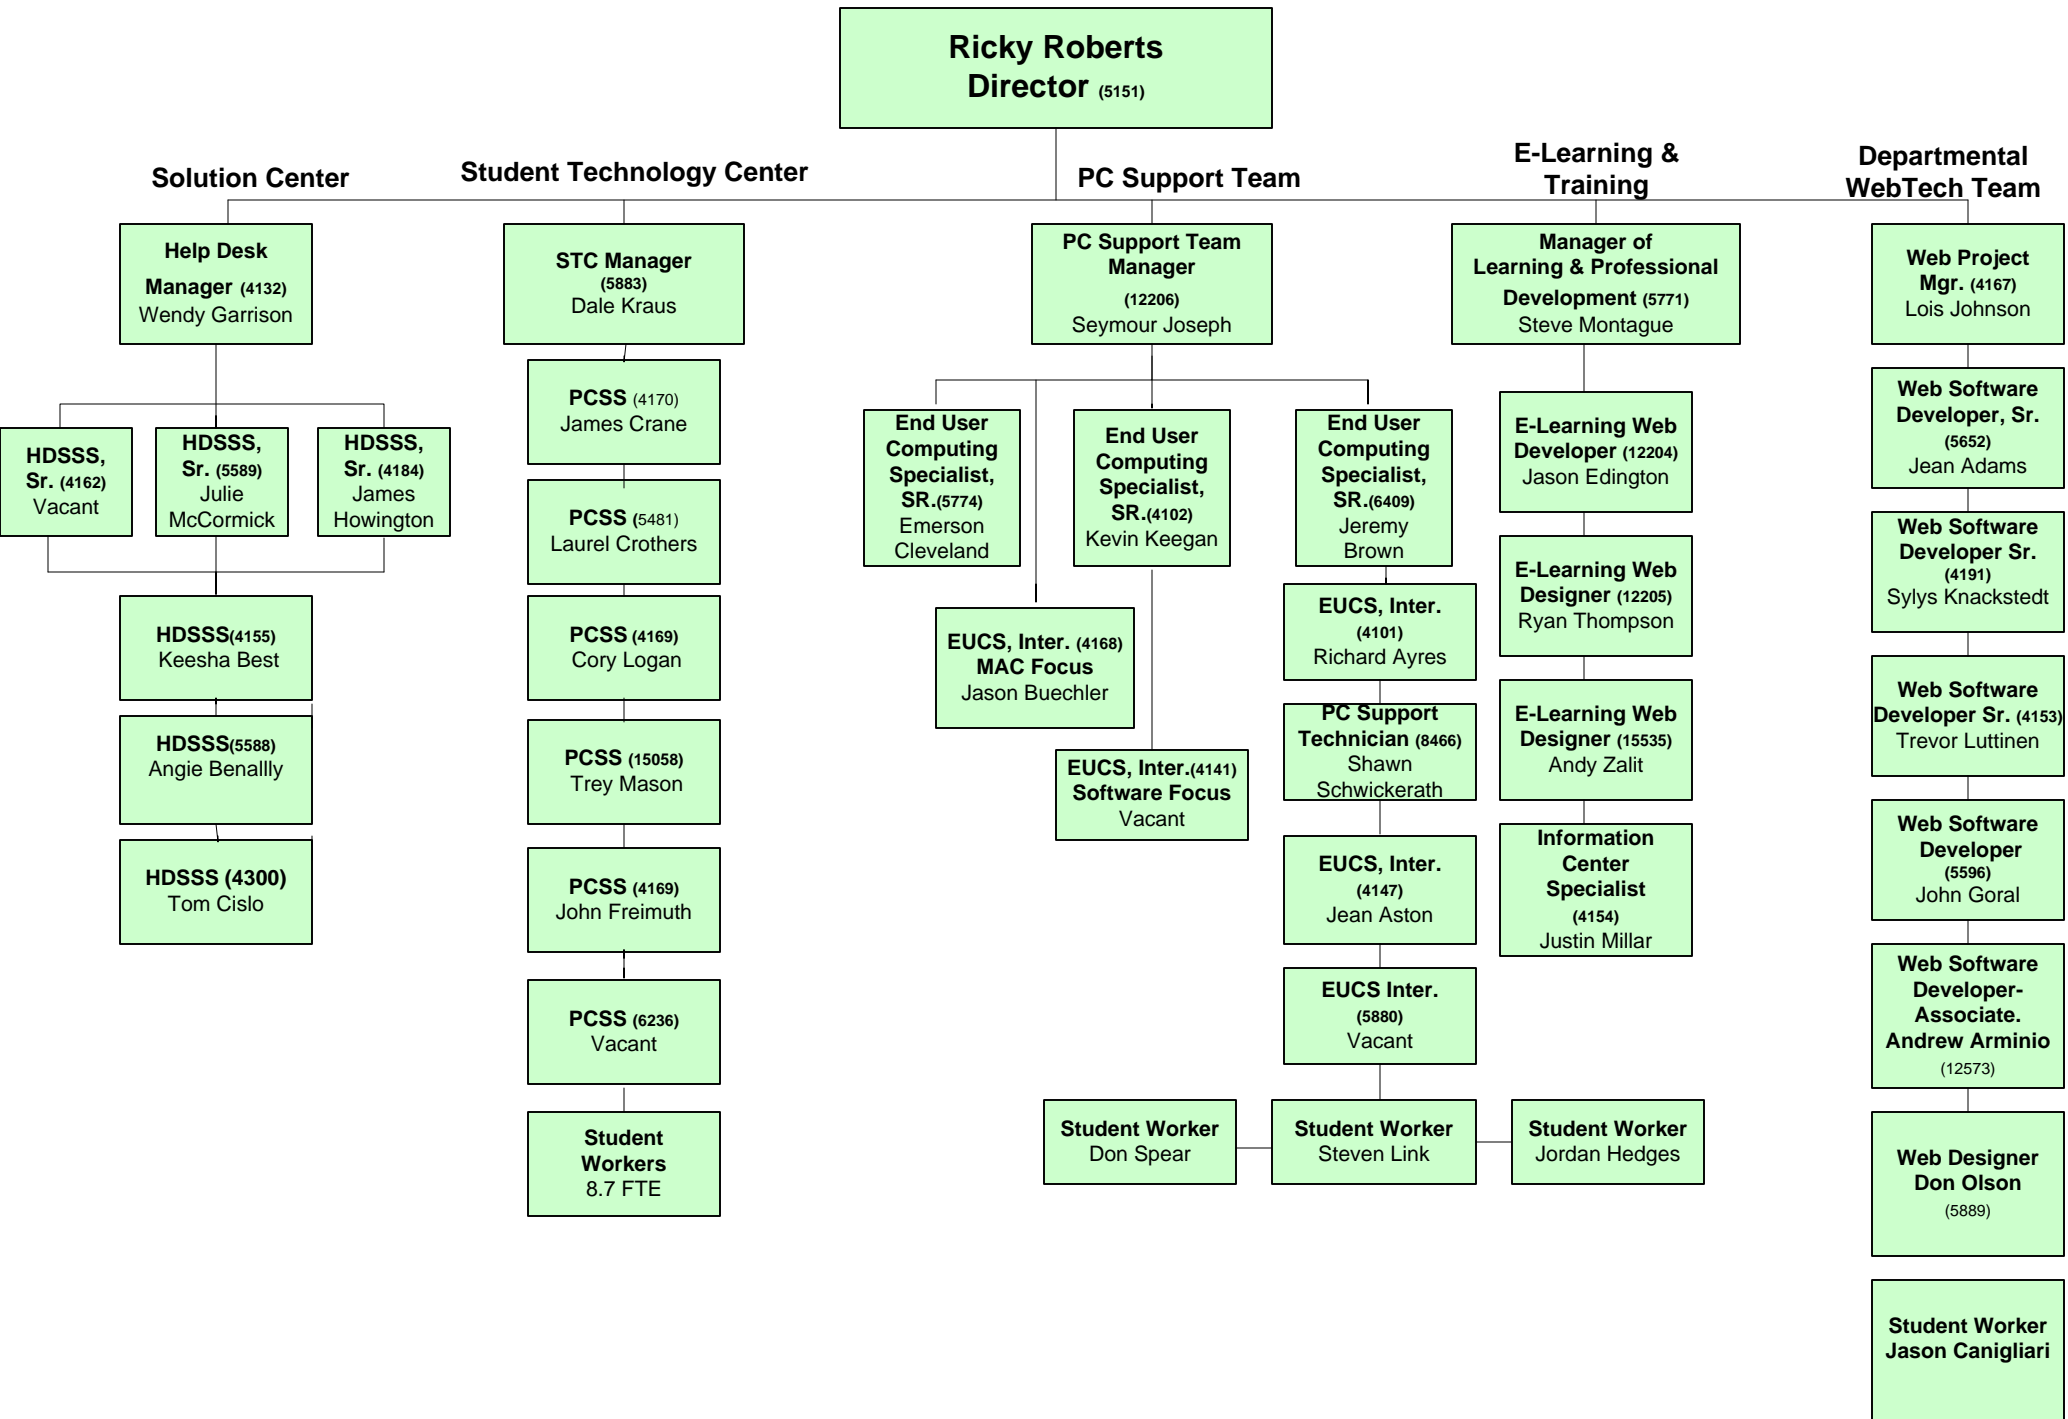 Ricky Roberts
Director (5151)
Solution Center
Student Technology Center
PC Support Team
E-Learning &
Training
Departmental
WebTech Team
Help Desk
Manager (4132)
Wendy Garrison
HDSSS,
Sr. (4162)
Vacant
HDSSS,
Sr. (5589)
Julie
McCormick
HDSSS,
Sr. (4184)
James
Howington
HDSSS(4155)
Keesha Best
HDSSS(5588)
Angie Benallly
HDSSS (4300)
Tom Cislo
STC Manager
(5883)
Dale Kraus
PCSS (4170)
James Crane
PCSS (5481)
Laurel Crothers
PCSS (4169)
Cory Logan
PCSS (15058)
Trey Mason
PCSS (4169)
John Freimuth
PCSS (6236)
Vacant
Student
Workers
8.7 FTE
PC Support Team
Manager
(12206)
Seymour Joseph
End User
Computing
Specialist,
SR.(5774)
Emerson
Cleveland
End User
Computing
Specialist,
SR.(4102)
Kevin Keegan
End User
Computing
Specialist,
SR.(6409)
Jeremy
Brown
EUCS, Inter. (4168)
MAC Focus
Jason Buechler
EUCS, Inter.(4141)
Software Focus
Vacant
EUCS, Inter.
(4101)
Richard Ayres
PC Support
Technician (8466)
Shawn
Schwickerath
EUCS, Inter.
(4147)
Jean Aston
EUCS Inter.
(5880)
Vacant
Student Worker
Don Spear
Student Worker
Steven Link
Student Worker
Jordan Hedges
Manager of
Learning & Professional
Development (5771)
Steve Montague
E-Learning Web
Developer (12204)
Jason Edington
E-Learning Web
Designer (12205)
Ryan Thompson
E-Learning Web
Designer (15535)
Andy Zalit
Information
Center
Specialist
(4154)
Justin Millar
Web Project
Mgr. (4167)
Lois Johnson
Web Software
Developer, Sr.
(5652)
Jean Adams
Web Software
Developer Sr.
(4191)
Sylys Knackstedt
Web Software
Developer Sr. (4153)
Trevor Luttinen
Web Software
Developer
(5596)
John Goral
Web Software
Developer-
Associate.
Andrew Arminio
(12573)
Web Designer
Don Olson
(5889)
Student Worker
Jason Canigliari